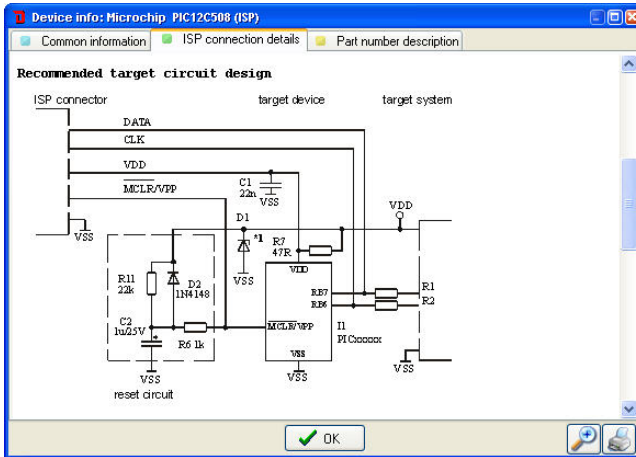 Device info: Microchip PIC12C508 (ISP)
Common information
ISP connection details
Part number description
Recommended target circuit design
ISP connector
target device
target system
DATA
CLK
VDD
MCLR/VPP
C1
22n
VSS
VDD
VSS
D1
*1
R7
47R
VSS
VDD
R11
22k
D2
1N4148
RB7
RB6
R1
R2
C2
1u/25V
R6 1k
MCLR/VPP
I1
PICxxxxx
VSS
VSS
VSS
VSS
reset circuit
OK